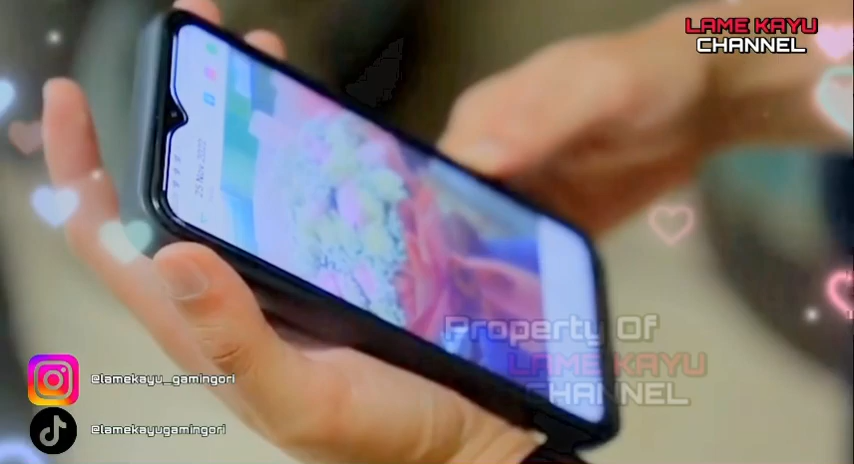 LAME KAYU
CHANNEL
25 Nov 2022
Property Of
LAME KAYU
CHANNEL
@lamekayu_gamingori
@lamekayugamingori